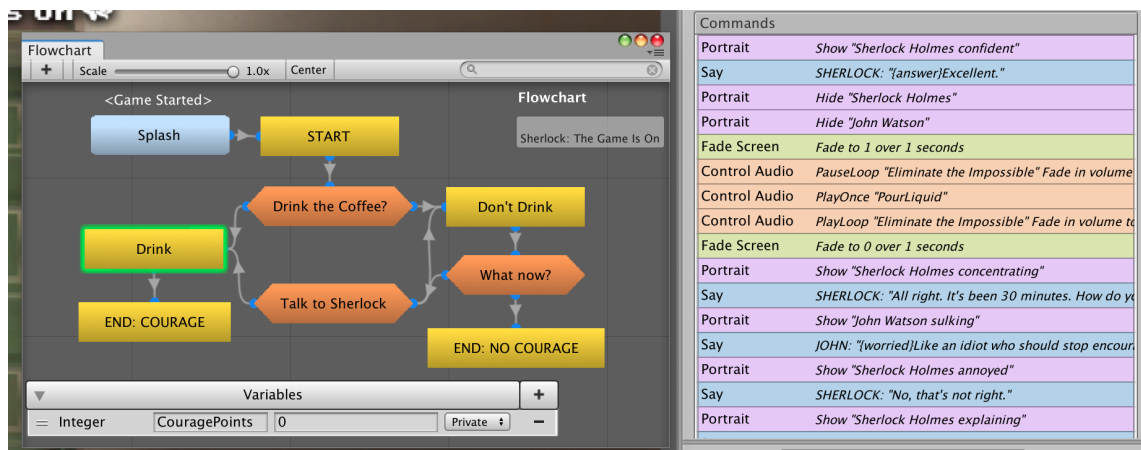 s on
Flowchart
+ Scale 1.0x Center
<Game Started>
Flowchart
Sherlock: The Game Is On
Splash
START
Drink the Coffee?
Don't Drink
Drink
What now?
Talk to Sherlock
END: COURAGE
END: NO COURAGE
Variables +
Integer CouragePoints 0 Private −
Commands
Portrait Show "Sherlock Holmes confident"
Say SHERLOCK: "{answer}Excellent."
Portrait Hide "Sherlock Holmes"
Portrait Hide "John Watson"
Fade Screen Fade to 1 over 1 seconds
Control Audio PauseLoop "Eliminate the Impossible" Fade in volume
Control Audio PlayOnce "PourLiquid"
Control Audio PlayLoop "Eliminate the Impossible" Fade in volume to
Fade Screen Fade to 0 over 1 seconds
Portrait Show "Sherlock Holmes concentrating"
Say SHERLOCK: "All right. It's been 30 minutes. How do yo
Portrait Show "John Watson sulking"
Say JOHN: "{worried}Like an idiot who should stop encour
Portrait Show "Sherlock Holmes annoyed"
Say SHERLOCK: "No, that's not right."
Portrait Show "Sherlock Holmes explaining"